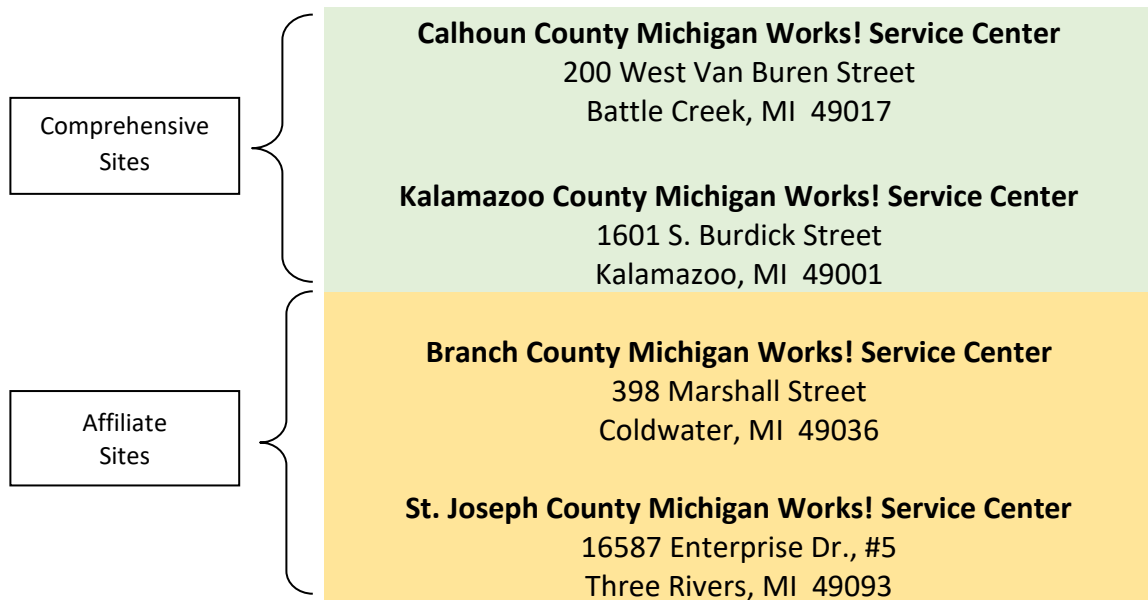 Comprehensive
Sites
Calhoun County Michigan Works! Service Center
200 West Van Buren Street
Battle Creek, MI  49017
Kalamazoo County Michigan Works! Service Center
1601 S. Burdick Street
Kalamazoo, MI  49001
Affiliate
Sites
Branch County Michigan Works! Service Center
398 Marshall Street
Coldwater, MI  49036
St. Joseph County Michigan Works! Service Center
16587 Enterprise Dr., #5
Three Rivers, MI  49093